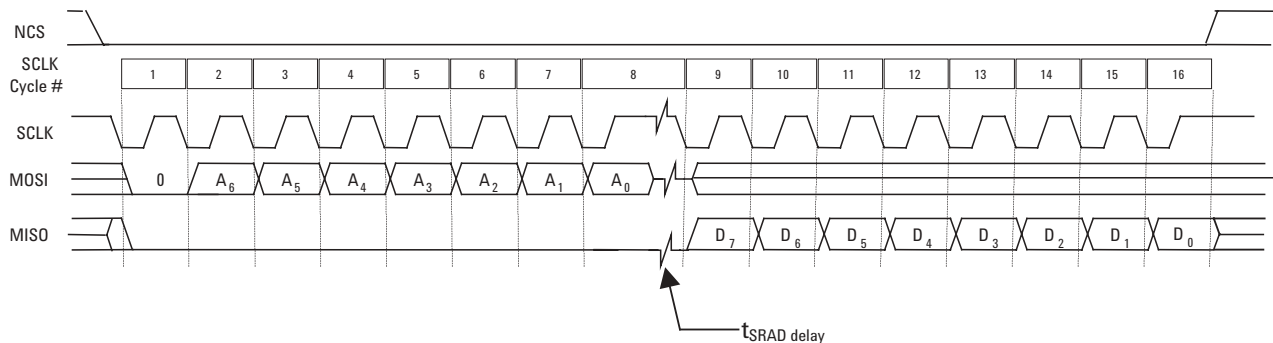 NCS
SCLK
Cycle #
1 2 3 4 5 6 7 8 9 10 11 12 13 14 15 16
SCLK
MOSI 0 A6 A5 A4 A3 A2 A1 A0
MISO D7 D6 D5 D4 D3 D2 D1 D0
tSRAD delay